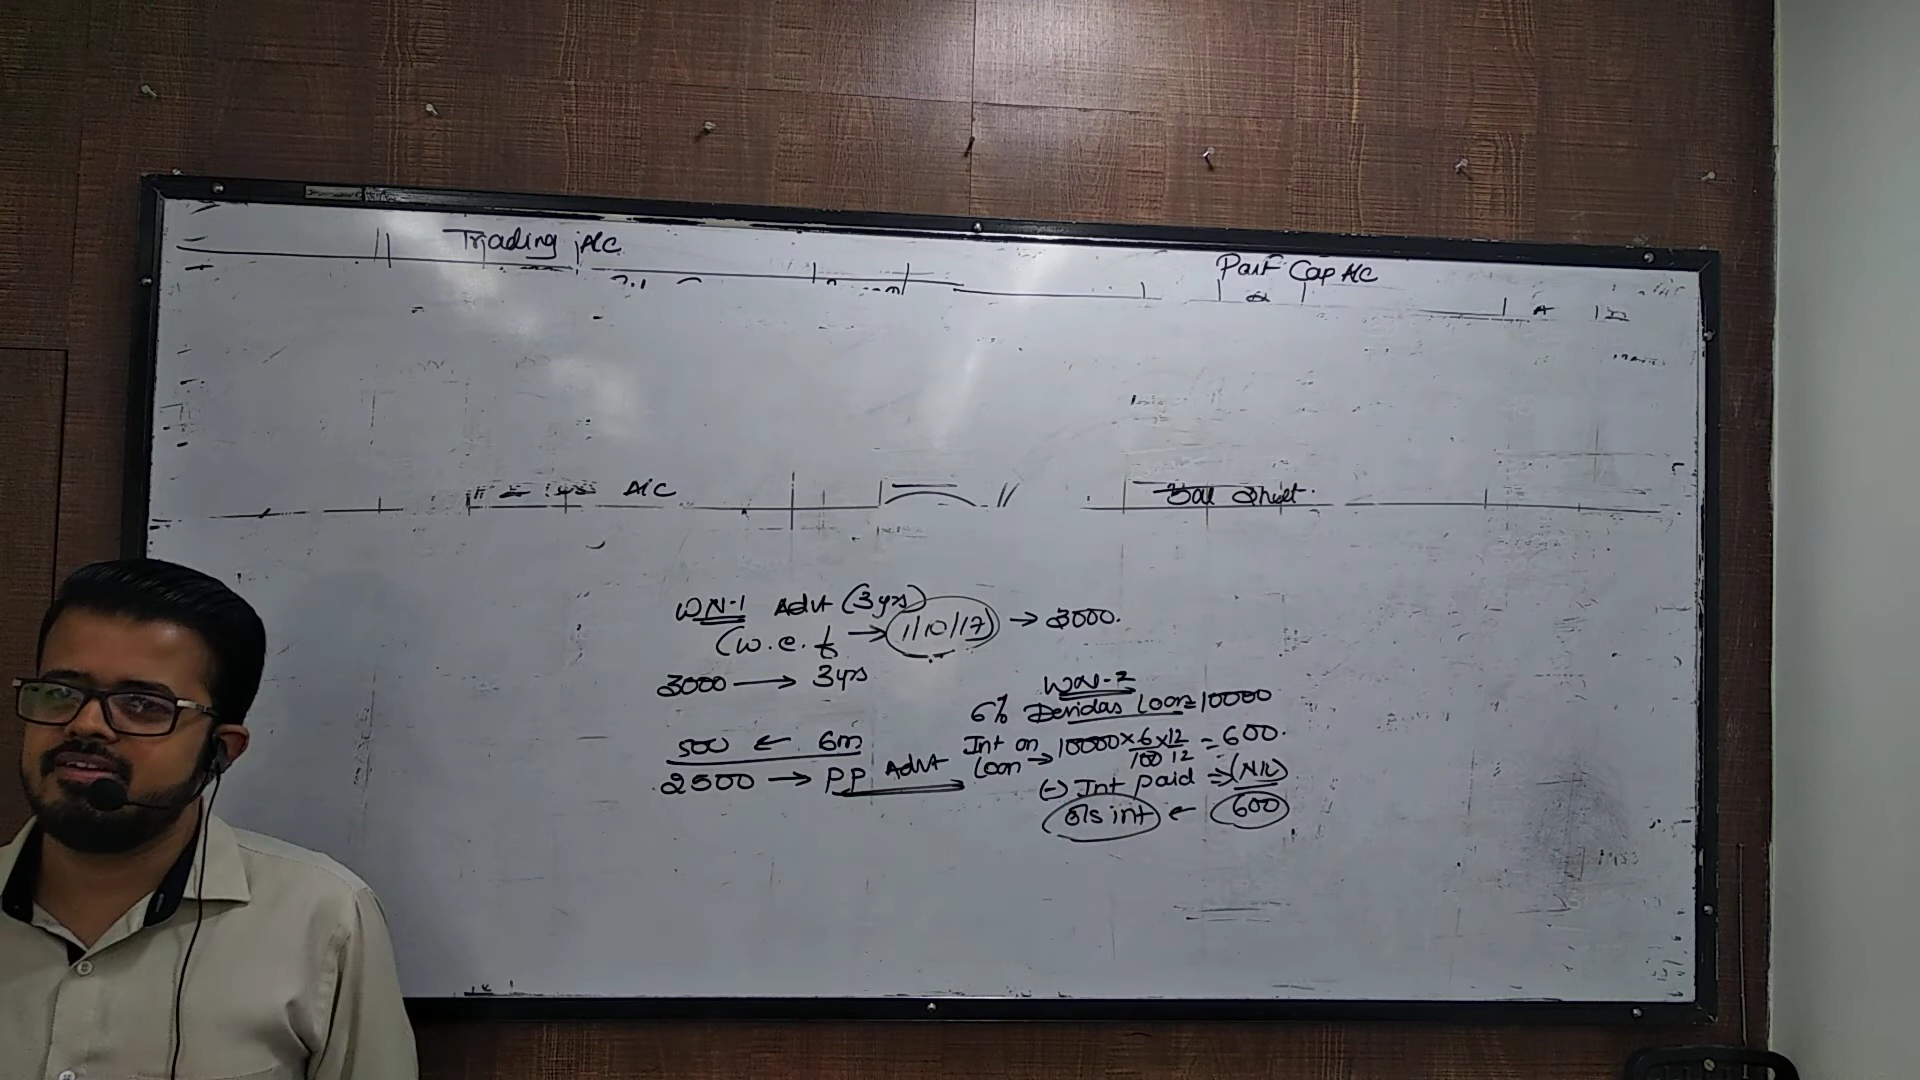 Trading A/C
Part Cap A/C
A/C
Bal Sheet.
WN-1 Advt (3yrs)
(w.e.f → 1/10/17) → 3000.
3000 → 3yrs
500 ← 6m
2500 → PP Advt
WN-2
6% Devidas Loan = 10000
Int on Loan → 10000 × 6/100 × 12/12 = 600.
(-) Int paid ⇒ (NIL)
o/s int ← 600